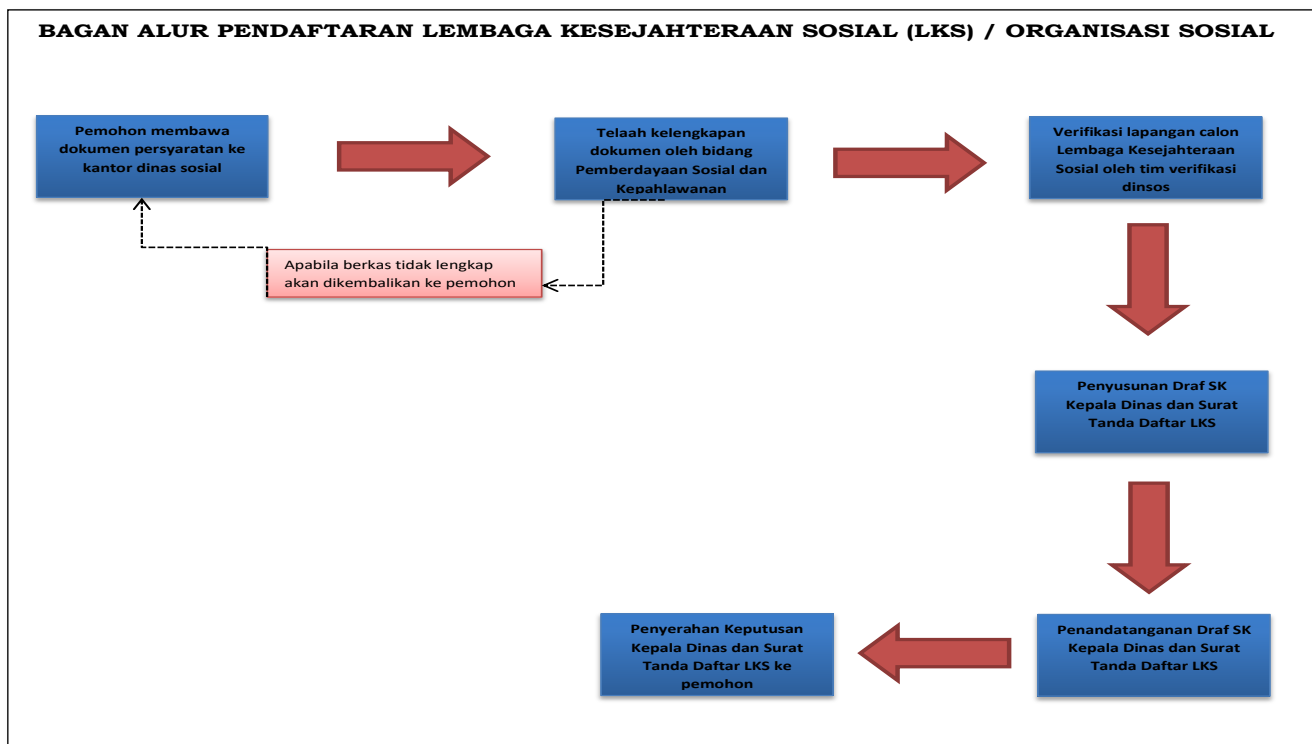 BAGAN ALUR PENDAFTARAN LEMBAGA KESEJAHTERAAN SOSIAL (LKS) / ORGANISASI SOSIAL
Pemohon membawa
dokumen persyaratan ke
kantor dinas sosial
Telaah kelengkapan
dokumen oleh bidang
Pemberdayaan Sosial dan
Kepahlawanan
Verifikasi lapangan calon
Lembaga Kesejahteraan
Sosial oleh tim verifikasi
dinsos
Apabila berkas tidak lengkap
akan dikembalikan ke pemohon
Penyusunan Draf SK
Kepala Dinas dan Surat
Tanda Daftar LKS
Penandatanganan Draf SK
Kepala Dinas dan Surat
Tanda Daftar LKS
Penyerahan Keputusan
Kepala Dinas dan Surat
Tanda Daftar LKS ke
pemohon